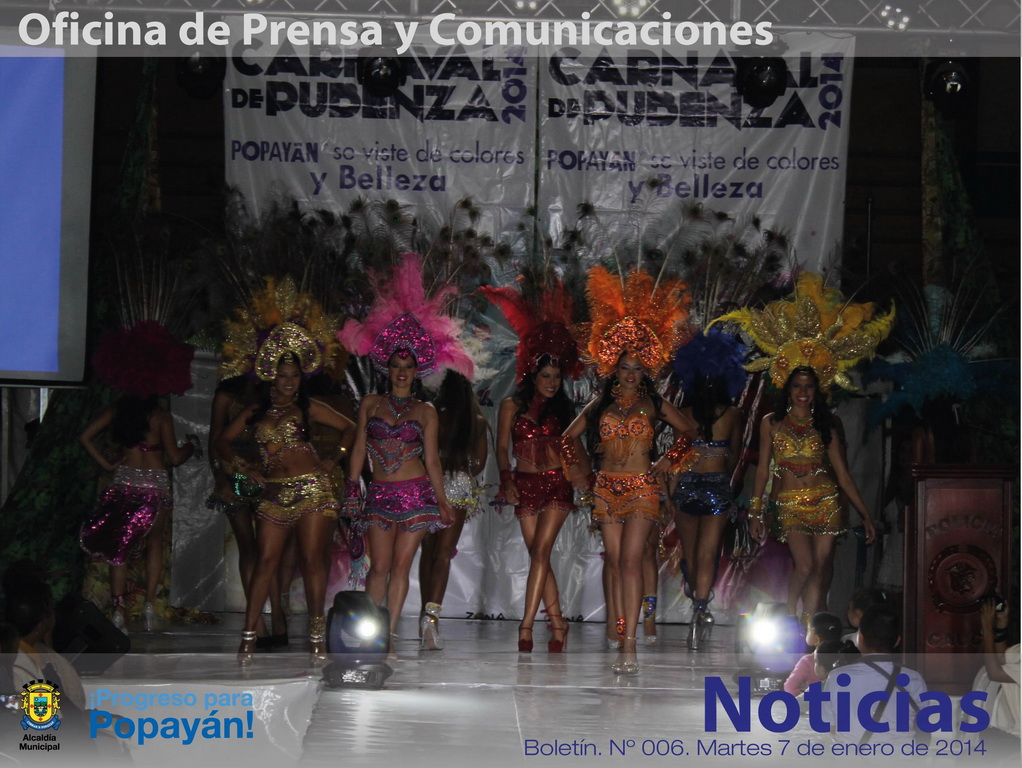 Oficina de Prensa y Comunicaciones
CARNAVAL
DE PUBENZA 2014
POPAYÁN "se viste de colores
y Belleza
CARNAVAL
DE PUBENZA 2014
POPAYÁN "se viste de colores
y Belleza
ZONA
POLICIA
¡Progreso para
Popayán!
Alcaldía
Municipal
Noticias
Boletín. Nº 006. Martes 7 de enero de 2014